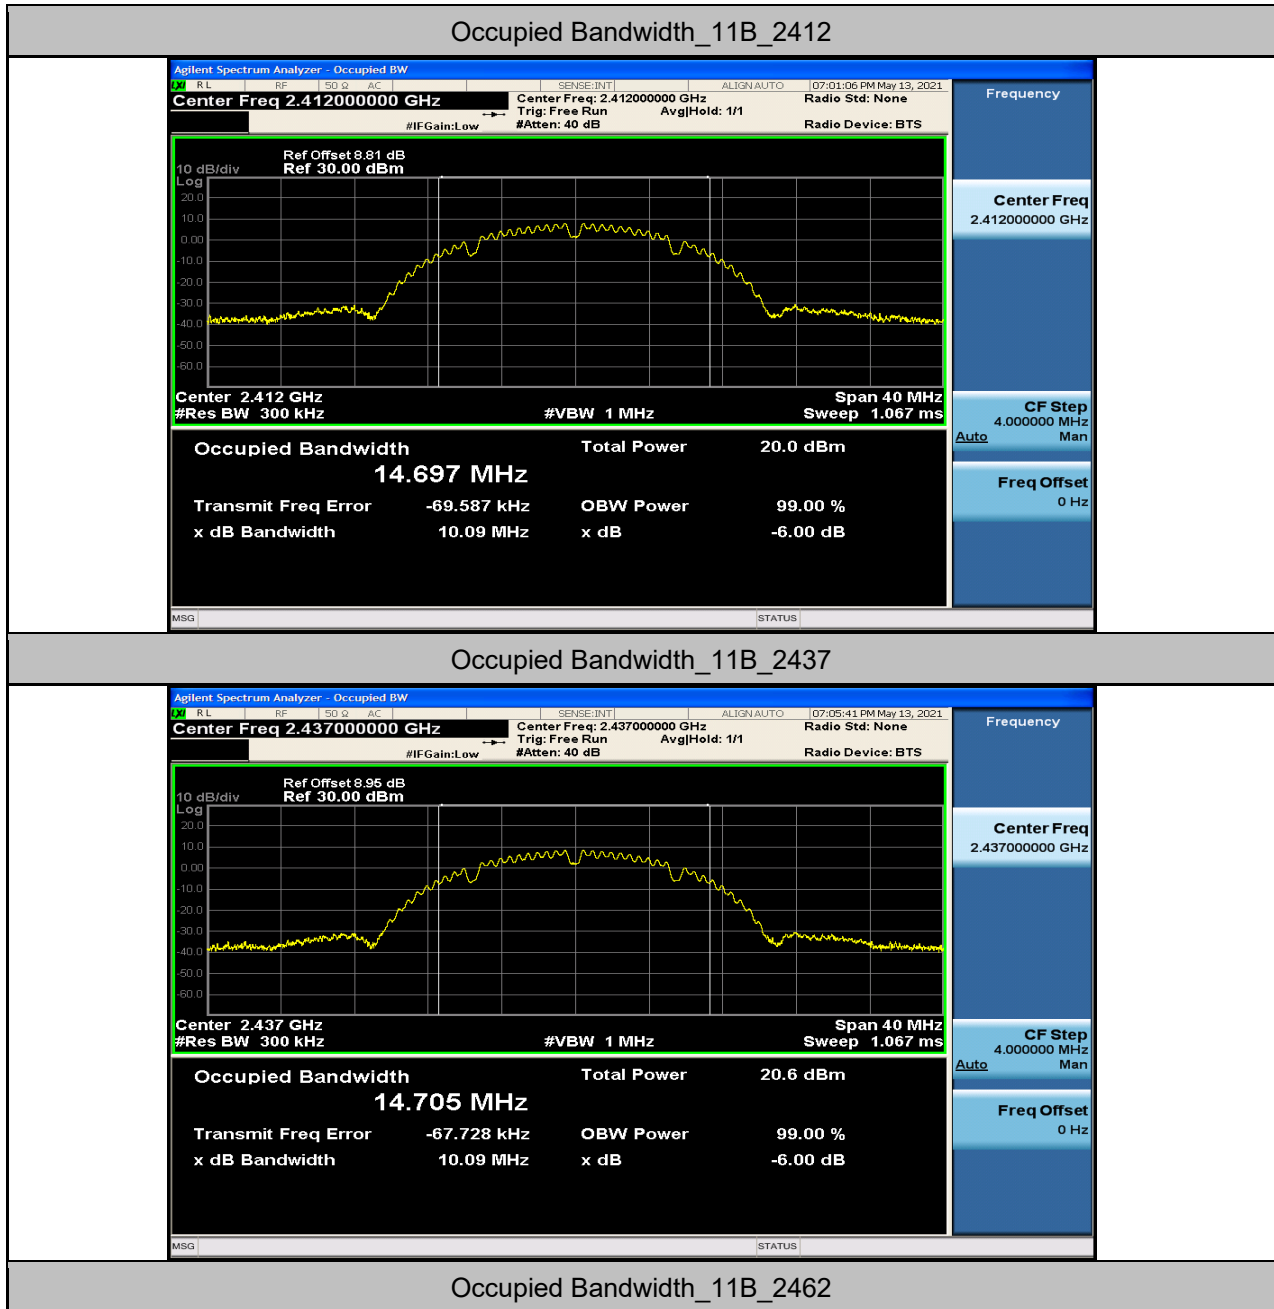 Occupied Bandwidth_11B_2412
Agilent Spectrum Analyzer - Occupied BW
LXI RL RF 50 Ω AC SENSE:INT ALIGN AUTO 07:01:06 PM May 13, 2021
Center Freq 2.412000000 GHz
Center Freq: 2.412000000 GHz
Radio Std: None
Trig: Free Run Avg|Hold: 1/1
#IFGain:Low #Atten: 40 dB Radio Device: BTS
Frequency
Ref Offset 8.81 dB
10 dB/div Ref 30.00 dBm
Log
20.0
10.0
0.00
-10.0
-20.0
-30.0
-40.0
-50.0
-60.0
Center 2.412 GHz Span 40 MHz
#Res BW 300 kHz #VBW 1 MHz Sweep 1.067 ms
Center Freq
2.412000000 GHz
CF Step
4.000000 MHz
Auto Man
Freq Offset
0 Hz
Occupied Bandwidth Total Power 20.0 dBm
14.697 MHz
Transmit Freq Error -69.587 kHz OBW Power 99.00 %
x dB Bandwidth 10.09 MHz x dB -6.00 dB
MSG STATUS
Occupied Bandwidth_11B_2437
Agilent Spectrum Analyzer - Occupied BW
LXI RL RF 50 Ω AC SENSE:INT ALIGN AUTO 07:05:41 PM May 13, 2021
Center Freq 2.437000000 GHz
Center Freq: 2.437000000 GHz
Radio Std: None
Trig: Free Run Avg|Hold: 1/1
#IFGain:Low #Atten: 40 dB Radio Device: BTS
Frequency
Ref Offset 8.95 dB
10 dB/div Ref 30.00 dBm
Log
20.0
10.0
0.00
-10.0
-20.0
-30.0
-40.0
-50.0
-60.0
Center 2.437 GHz Span 40 MHz
#Res BW 300 kHz #VBW 1 MHz Sweep 1.067 ms
Center Freq
2.437000000 GHz
CF Step
4.000000 MHz
Auto Man
Freq Offset
0 Hz
Occupied Bandwidth Total Power 20.6 dBm
14.705 MHz
Transmit Freq Error -67.728 kHz OBW Power 99.00 %
x dB Bandwidth 10.09 MHz x dB -6.00 dB
MSG STATUS
Occupied Bandwidth_11B_2462